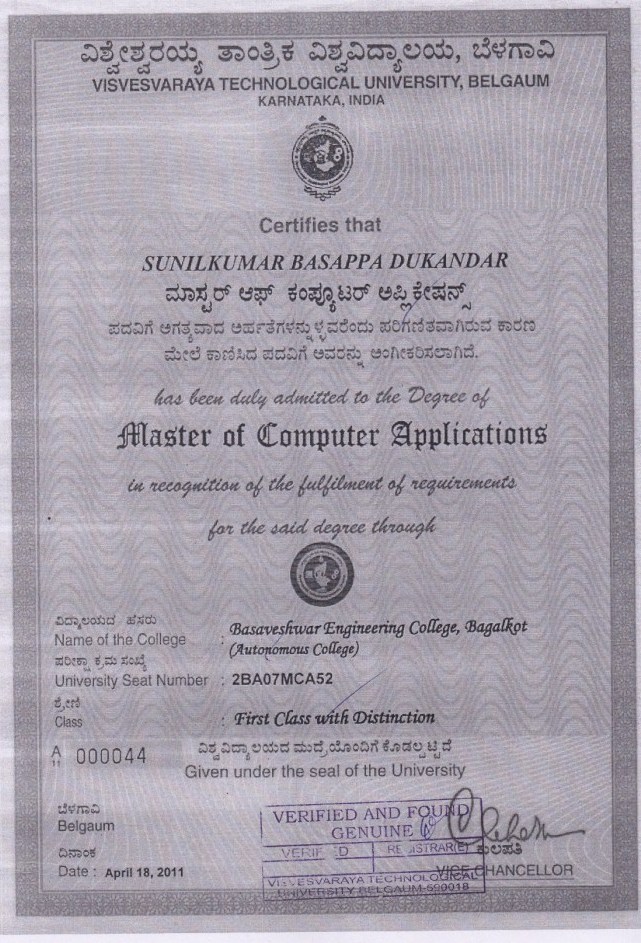 ವಿಶ್ವೇಶ್ವರಯ್ಯ ತಾಂತ್ರಿಕ ವಿಶ್ವವಿದ್ಯಾಲಯ, ಬೆಳಗಾವಿ
VISVESVARAYA TECHNOLOGICAL UNIVERSITY, BELGAUM
KARNATAKA, INDIA
Certifies that
SUNILKUMAR BASAPPA DUKANDAR
ಮಾಸ್ಟರ್ ಆಫ್ ಕಂಪ್ಯೂಟರ್ ಅಪ್ಲಿಕೇಷನ್ಸ್
ಪದವಿಗೆ ಅಗತ್ಯವಾದ ಅರ್ಹತೆಗಳನ್ನುಳ್ಳವರೆಂದು ಪರಿಗಣಿತವಾಗಿರುವ ಕಾರಣ
ಮೇಲೆ ಕಾಣಿಸಿದ ಪದವಿಗೆ ಅವರನ್ನು ಅಂಗೀಕರಿಸಲಾಗಿದೆ.
has been duly admitted to the Degree of
Master of Computer Applications
in recognition of the fulfilment of requirements
for the said degree through
ವಿದ್ಯಾಲಯದ ಹೆಸರು
Name of the College : Basaveshwar Engineering College, Bagalkot
(Autonomous College)
ಪರೀಕ್ಷಾ ಕ್ರಮ ಸಂಖ್ಯೆ
University Seat Number : 2BA07MCA52
ಶ್ರೇಣಿ
Class : First Class with Distinction
A 11 000044
ವಿಶ್ವವಿದ್ಯಾಲಯದ ಮುದ್ರೆಯೊಂದಿಗೆ ಕೊಡಲ್ಪಟ್ಟಿದೆ
Given under the seal of the University
ಬೆಳಗಾವಿ
Belgaum
ದಿನಾಂಕ
Date : April 18, 2011
VERIFIED AND FOUND
GENUINE
VERIFIED REGISTRAR(E)
VISVESVARAYA TECHNOLOGICAL
UNIVERSITY BELGAUM-590018
ಕುಲಪತಿ
VICE CHANCELLOR